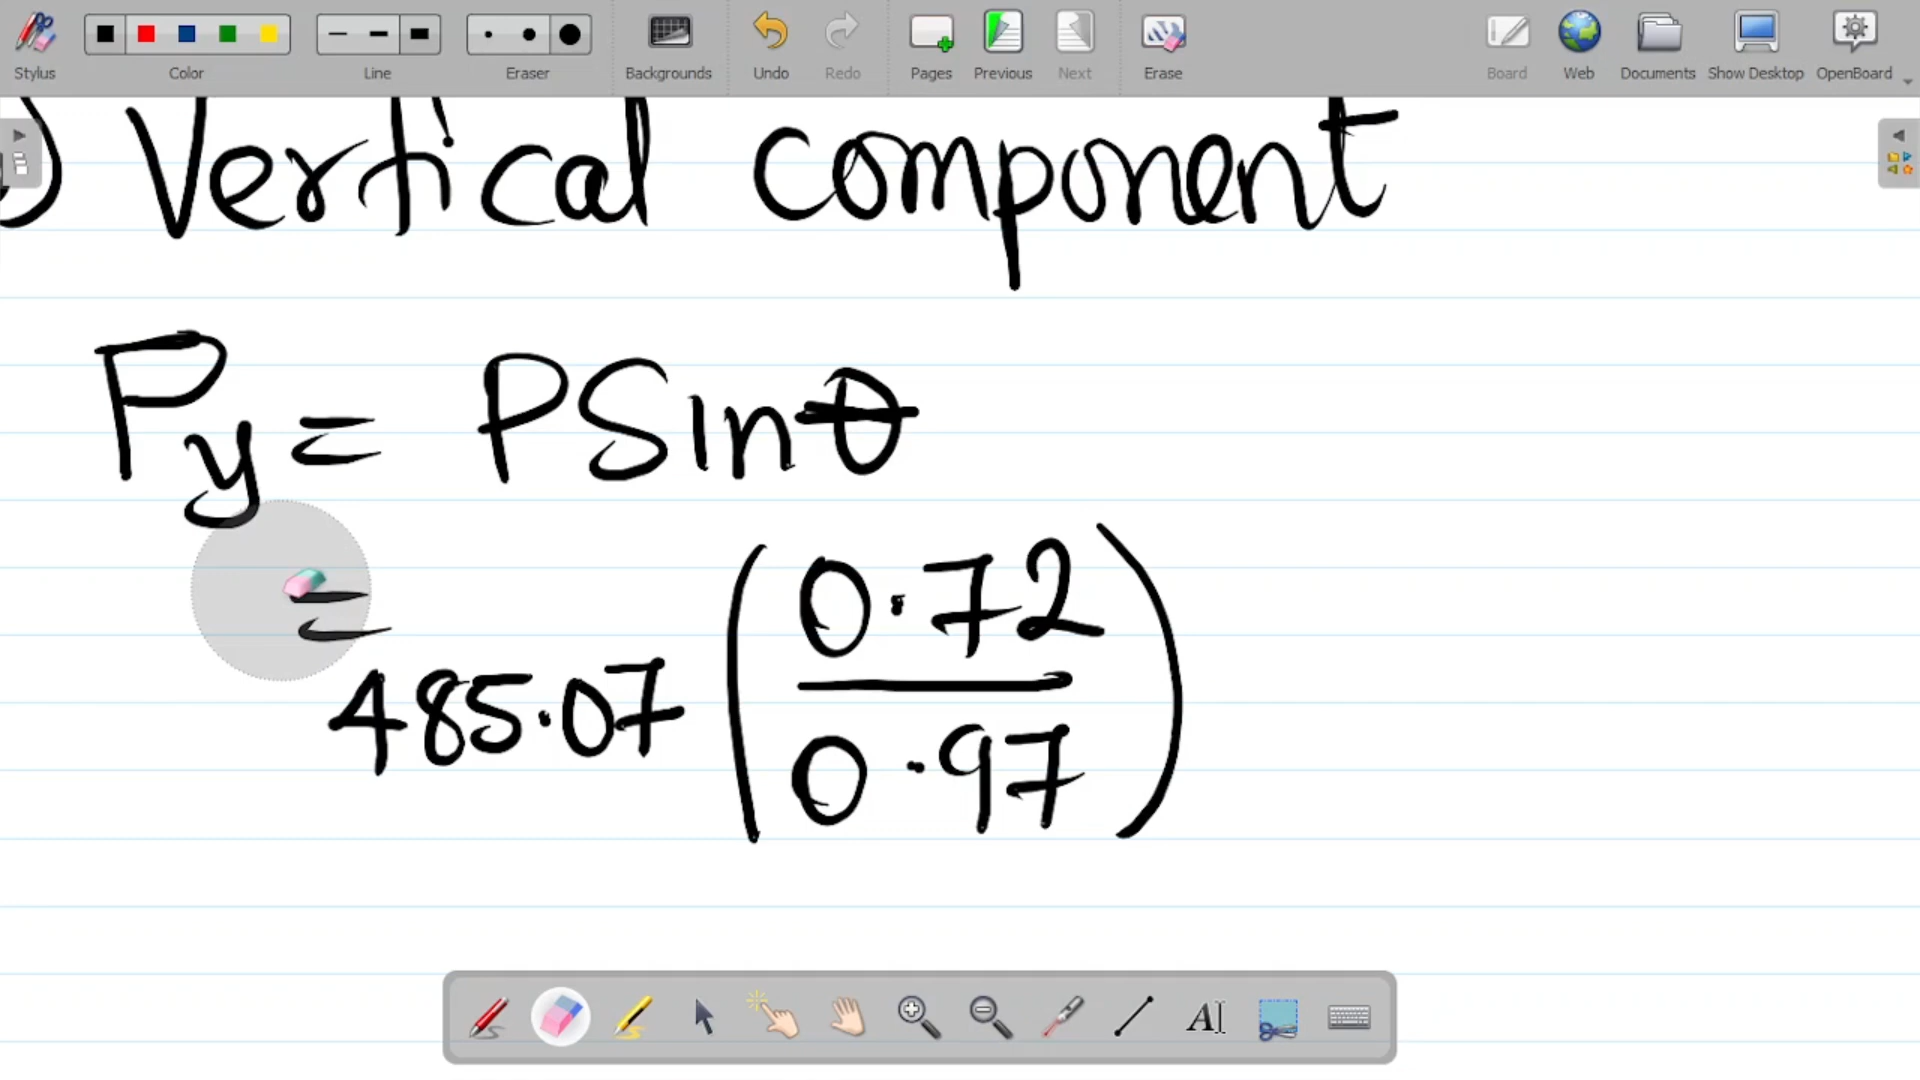 Stylus Color Line Eraser Backgrounds Undo Redo Pages Previous Next Erase Board Web Documents Show Desktop OpenBoard
) Vertical component
Py = PSinθ
=
485.07 (0.72
0.97)